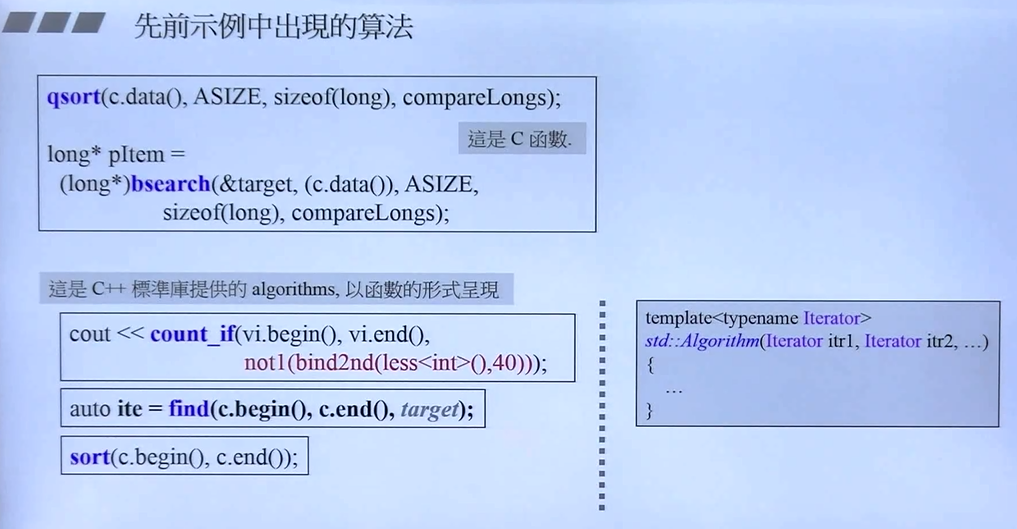 先前示例中出現的算法
qsort(c.data(), ASIZE, sizeof(long), compareLongs);
這是 C 函數.
long* pItem =
(long*)bsearch(&target, (c.data()), ASIZE,
sizeof(long), compareLongs);
這是 C++ 標準庫提供的 algorithms, 以函數的形式呈現
cout << count_if(vi.begin(), vi.end(),
not1(bind2nd(less<int>(),40)));
auto ite = find(c.begin(), c.end(), target);
sort(c.begin(), c.end());
template<typename Iterator>
std::Algorithm(Iterator itr1, Iterator itr2, …)
{
…
}